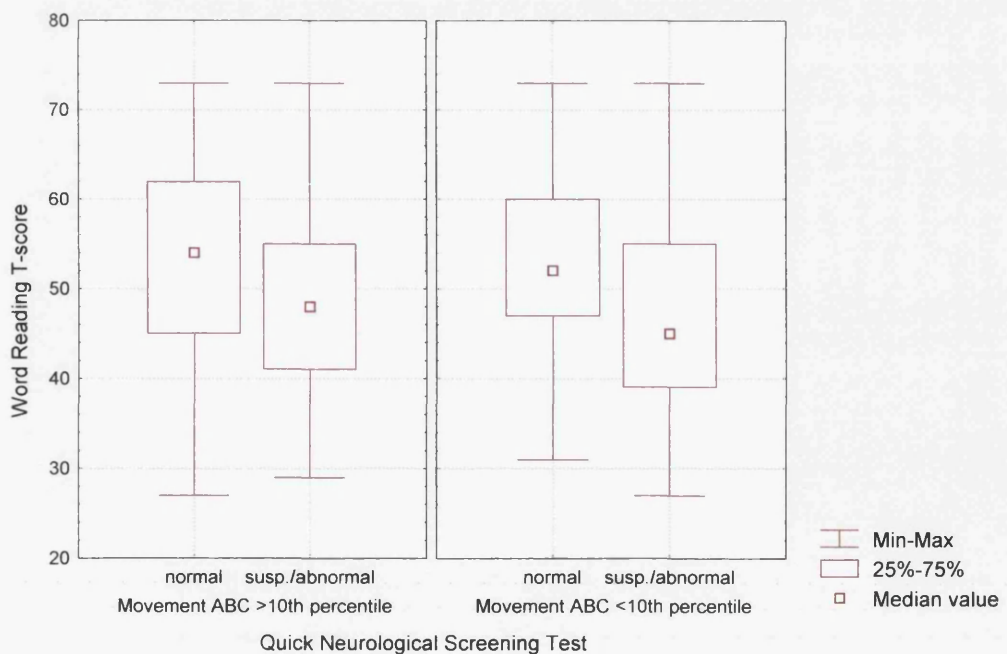 80
70
60
50
40
30
20
Word Reading T-score
normal susp./abnormal normal susp./abnormal
Movement ABC >10th percentile Movement ABC <10th percentile
Quick Neurological Screening Test
Min-Max
25%-75%
Median value